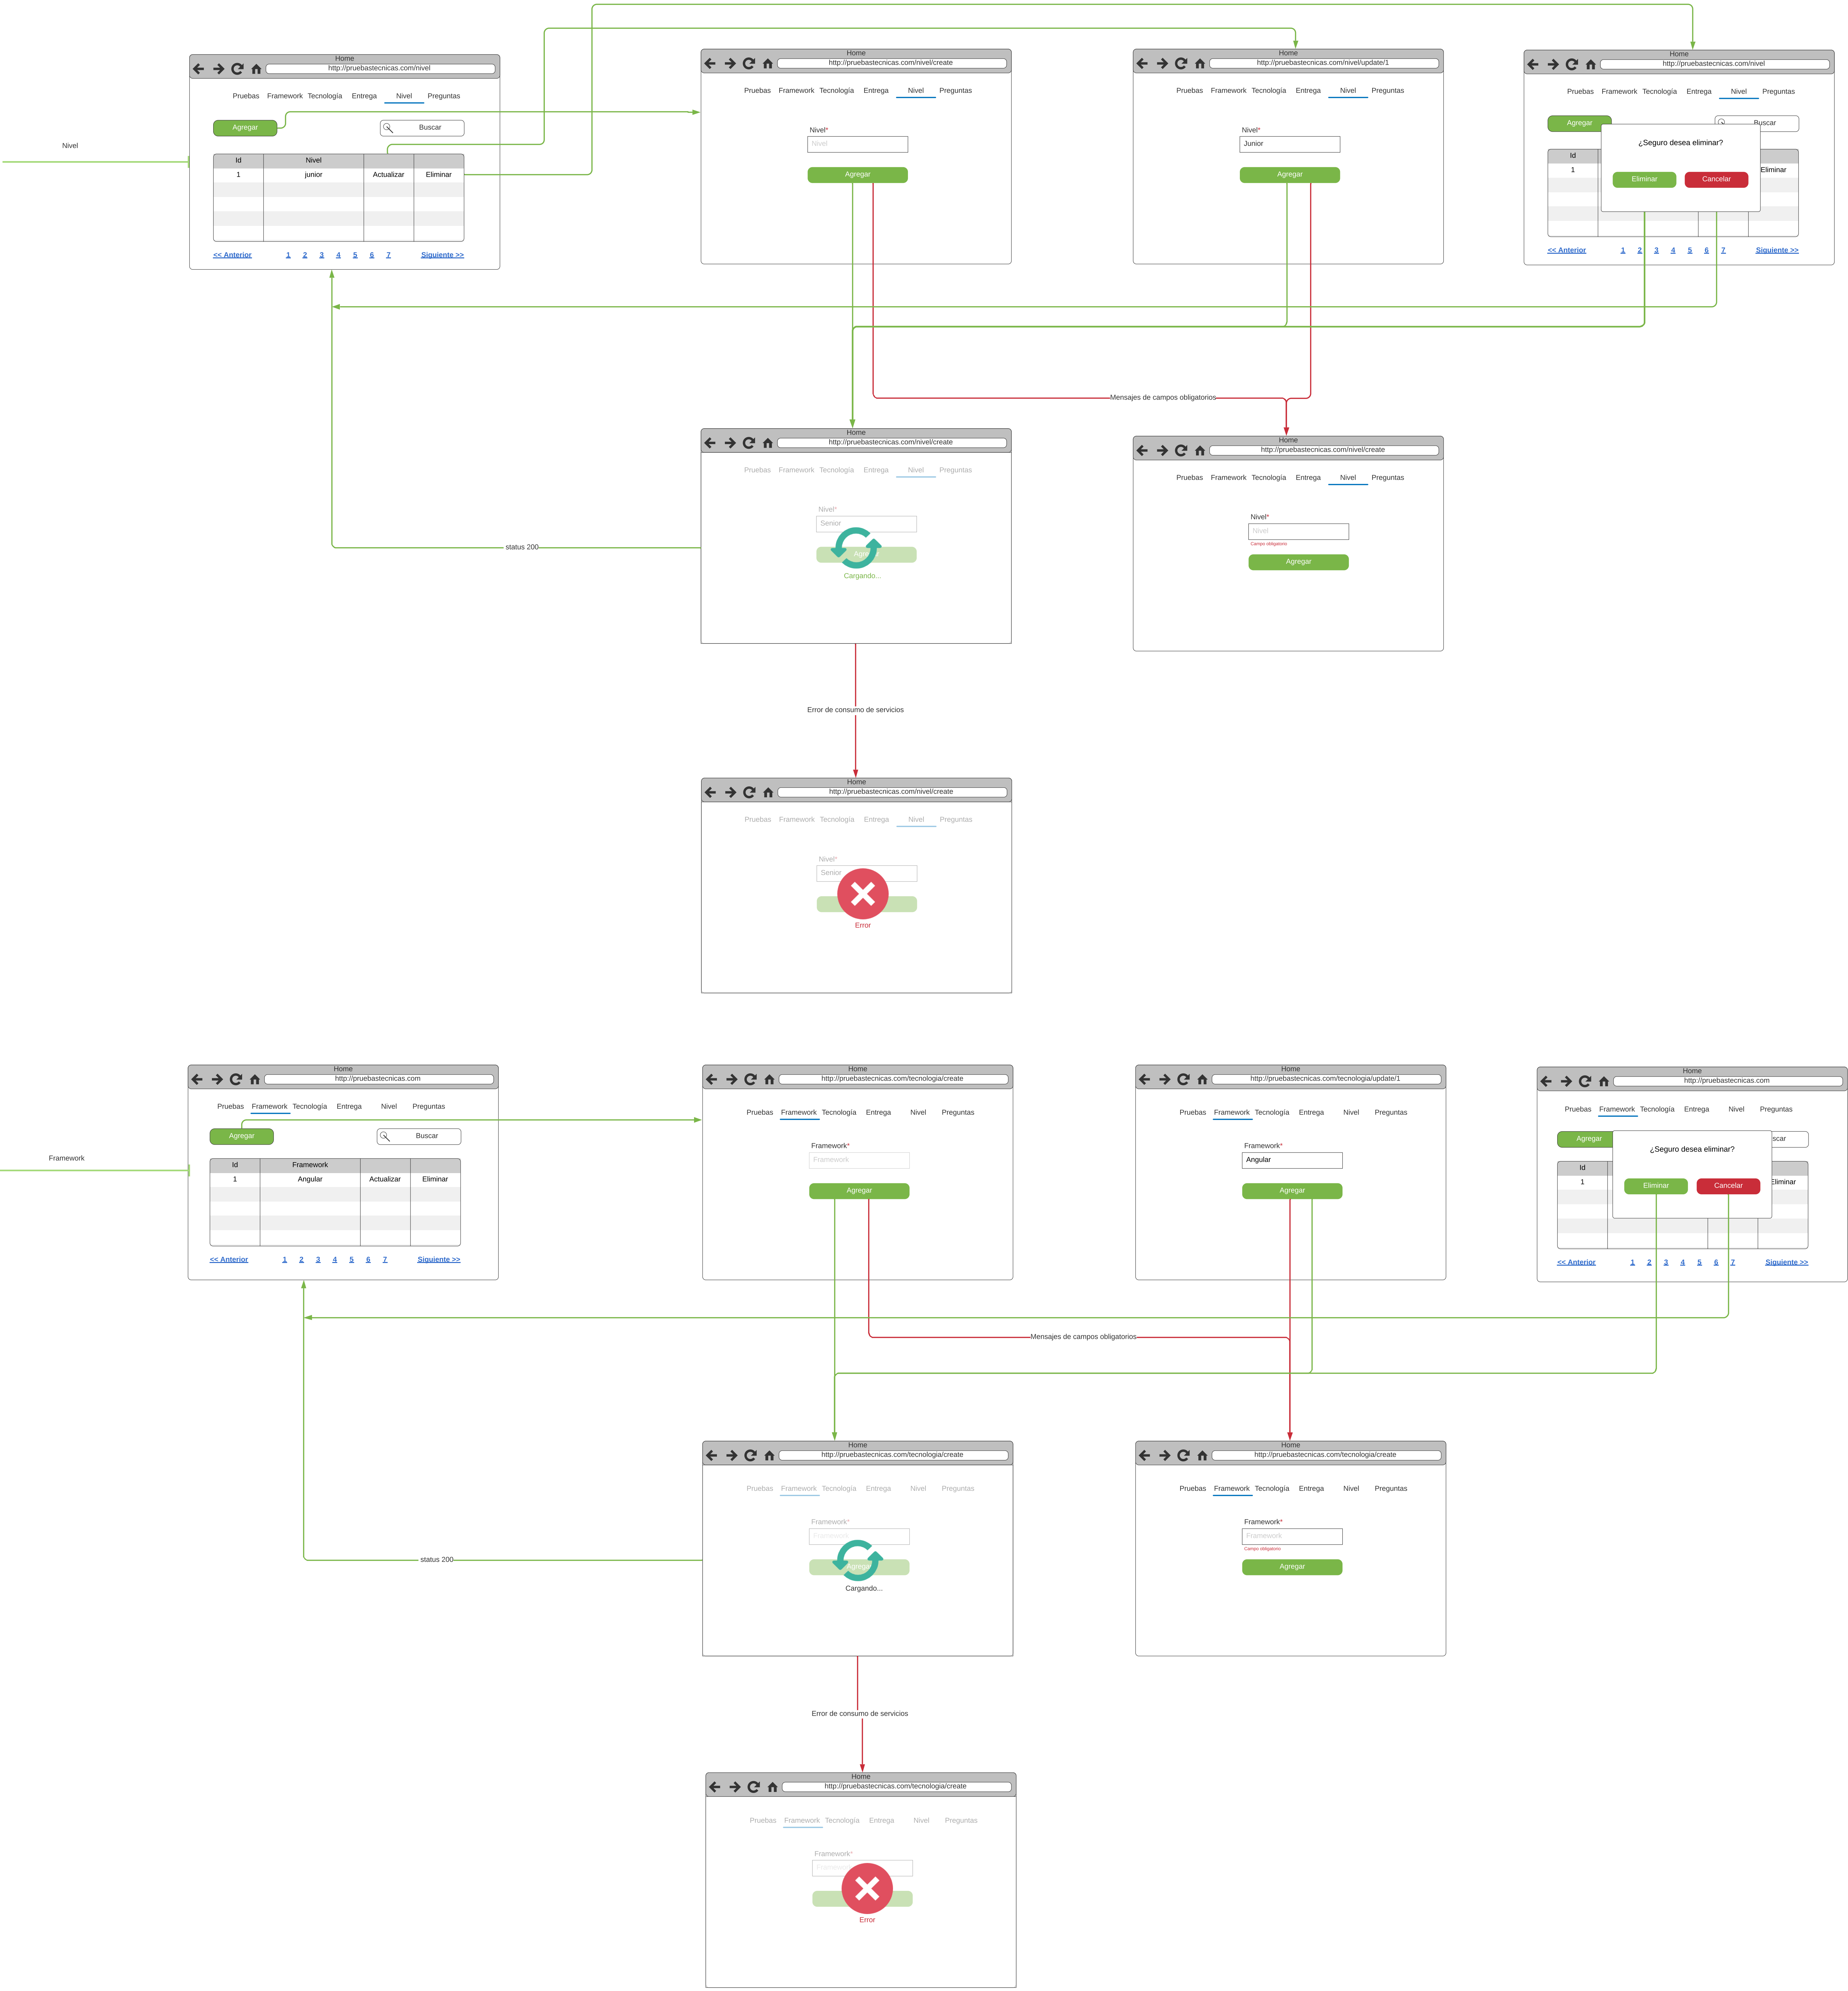 Nivel
Home
http://pruebastecnicas.com/nivel
Pruebas Framework Tecnología Entrega Nivel Preguntas
Agregar
Buscar
Id Nivel
1 junior Actualizar Eliminar
<< Anterior 1 2 3 4 5 6 7 Siguiente >>
Home
http://pruebastecnicas.com/nivel/create
Pruebas Framework Tecnología Entrega Nivel Preguntas
Nivel*
Nivel
Agregar
Home
http://pruebastecnicas.com/nivel/update/1
Pruebas Framework Tecnología Entrega Nivel Preguntas
Nivel*
Junior
Agregar
Home
http://pruebastecnicas.com/nivel
Pruebas Framework Tecnología Entrega Nivel Preguntas
Agregar
Buscar
¿Seguro desea eliminar?
Id
1 Eliminar
Eliminar Cancelar
<< Anterior 1 2 3 4 5 6 7 Siguiente >>
Mensajes de campos obligatorios
Home
http://pruebastecnicas.com/nivel/create
Pruebas Framework Tecnología Entrega Nivel Preguntas
Nivel*
Senior
Cargando...
status 200
Home
http://pruebastecnicas.com/nivel/create
Pruebas Framework Tecnología Entrega Nivel Preguntas
Nivel*
Nivel
Campo obligatorio
Agregar
Error de consumo de servicios
Home
http://pruebastecnicas.com/nivel/create
Pruebas Framework Tecnología Entrega Nivel Preguntas
Nivel*
Senior
Error
Framework
Home
http://pruebastecnicas.com
Pruebas Framework Tecnología Entrega Nivel Preguntas
Agregar
Buscar
Id Framework
1 Angular Actualizar Eliminar
<< Anterior 1 2 3 4 5 6 7 Siguiente >>
Home
http://pruebastecnicas.com/tecnologia/create
Pruebas Framework Tecnología Entrega Nivel Preguntas
Framework*
Framework
Agregar
Home
http://pruebastecnicas.com/tecnologia/update/1
Pruebas Framework Tecnología Entrega Nivel Preguntas
Framework*
Angular
Agregar
Home
http://pruebastecnicas.com
Pruebas Framework Tecnología Entrega Nivel Preguntas
Agregar
scar
¿Seguro desea eliminar?
Id
1 Eliminar
Eliminar Cancelar
<< Anterior 1 2 3 4 5 6 7 Siguiente >>
Mensajes de campos obligatorios
Home
http://pruebastecnicas.com/tecnologia/create
Pruebas Framework Tecnología Entrega Nivel Preguntas
Framework*
Framework
Agregar
Cargando...
status 200
Home
http://pruebastecnicas.com/tecnologia/create
Pruebas Framework Tecnología Entrega Nivel Preguntas
Framework*
Framework
Campo obligatorio
Agregar
Error de consumo de servicios
Home
http://pruebastecnicas.com/tecnologia/create
Pruebas Framework Tecnología Entrega Nivel Preguntas
Framework*
Error